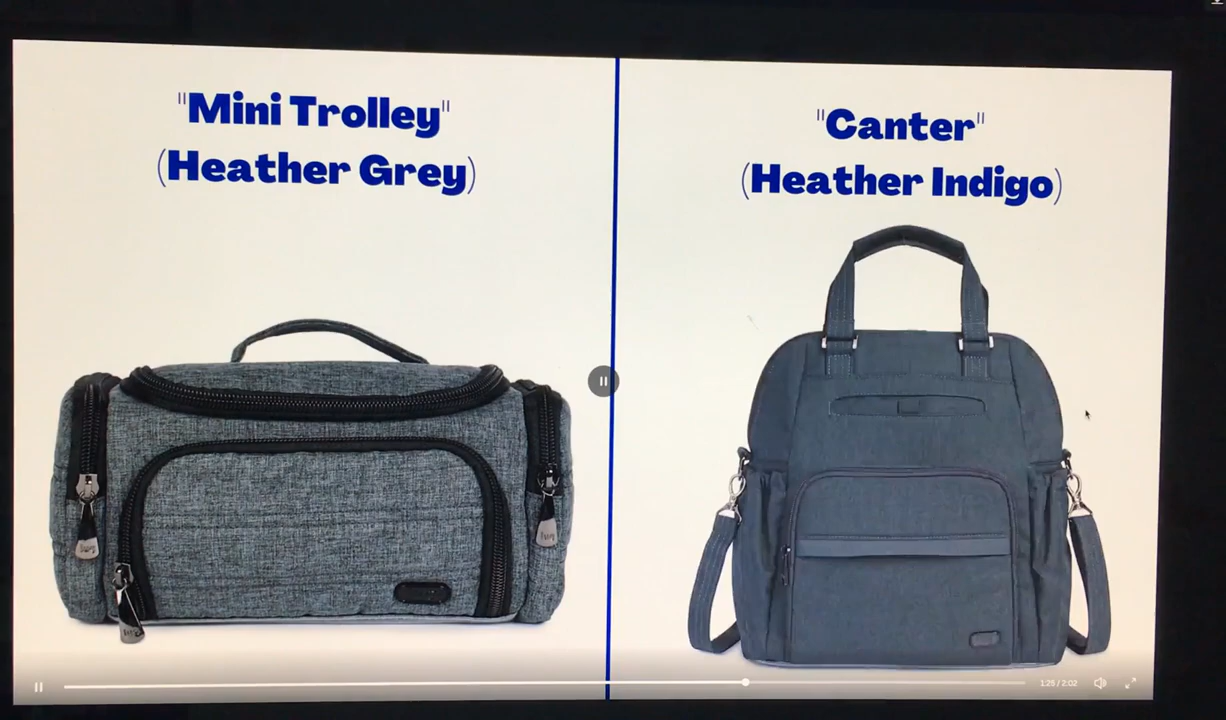 "Mini Trolley"
(Heather Grey)
"Canter"
(Heather Indigo)
1:25 / 2:02